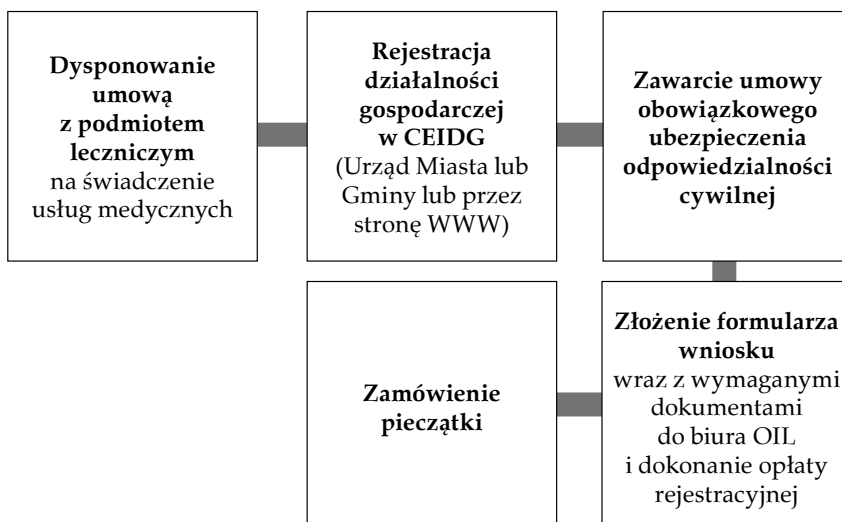 Dysponowanie
umową
z podmiotem
leczniczym
na świadczenie
usług medycznych
Rejestracja
działalności
gospodarczej
w CEIDG
(Urząd Miasta lub
Gminy lub przez
stronę WWW)
Zawarcie umowy
obowiązkowego
ubezpieczenia
odpowiedzialności
cywilnej
Złożenie formularza
wniosku
wraz z wymaganymi
dokumentami
do biura OIL
i dokonanie opłaty
rejestracyjnej
Zamówienie
pieczątki